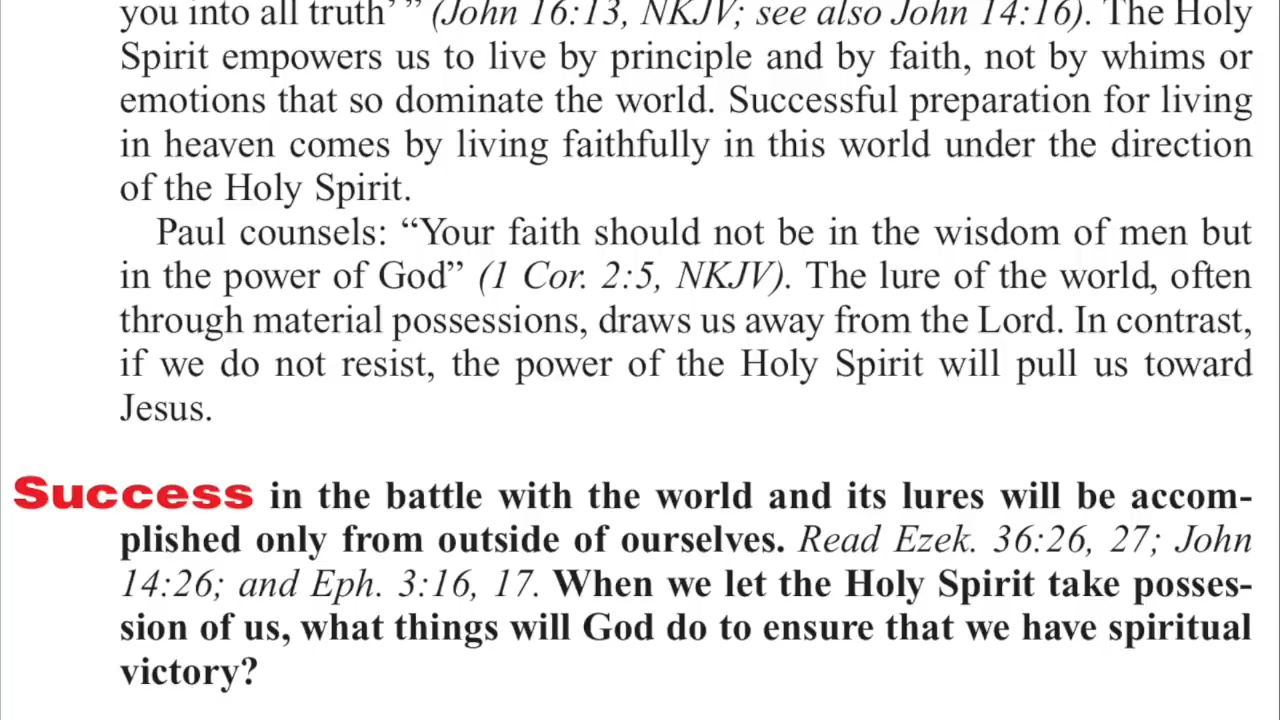 you into all truth’ ” (John 16:13, NKJV; see also John 14:16). The Holy
Spirit empowers us to live by principle and by faith, not by whims or
emotions that so dominate the world. Successful preparation for living
in heaven comes by living faithfully in this world under the direction
of the Holy Spirit.
Paul counsels: “Your faith should not be in the wisdom of men but
in the power of God” (1 Cor. 2:5, NKJV). The lure of the world, often
through material possessions, draws us away from the Lord. In contrast,
if we do not resist, the power of the Holy Spirit will pull us toward
Jesus.
Success in the battle with the world and its lures will be accom-
plished only from outside of ourselves. Read Ezek. 36:26, 27; John
14:26; and Eph. 3:16, 17. When we let the Holy Spirit take posses-
sion of us, what things will God do to ensure that we have spiritual
victory?